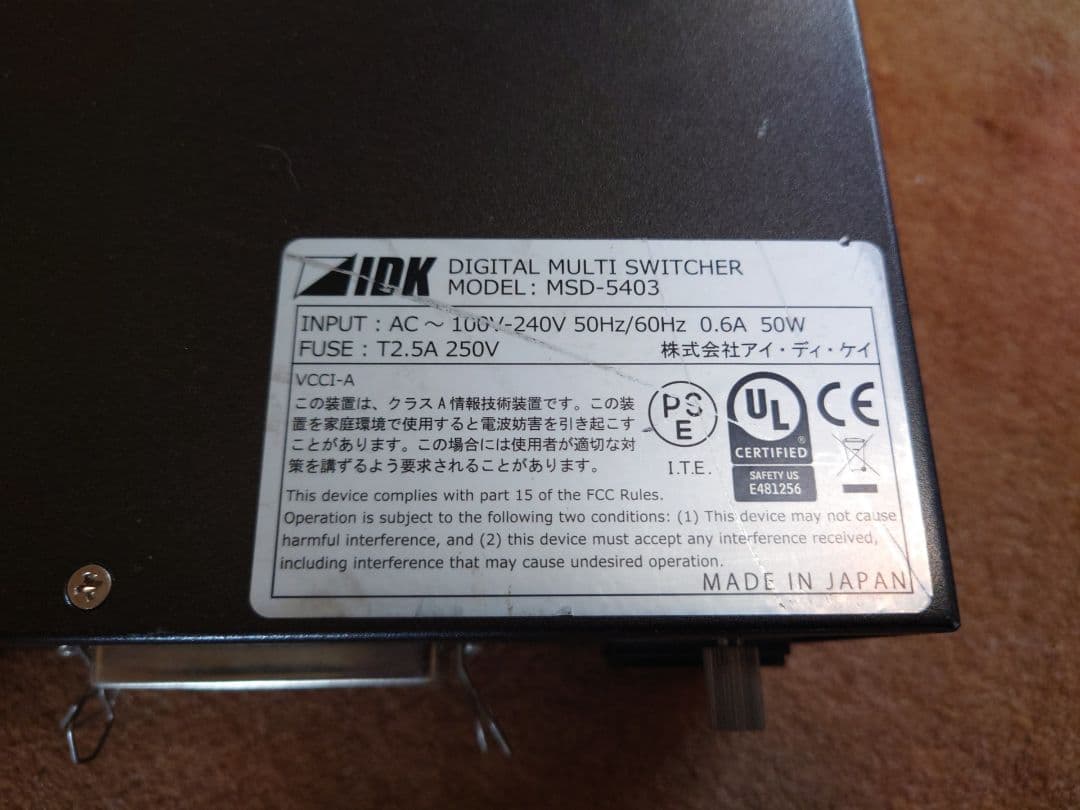 IDK DIGITAL MULTI SWITCHER
MODEL: MSD-5403
INPUT : AC ~ 100V-240V 50Hz/60Hz 0.6A 50W
FUSE : T2.5A 250V 株式会社アイ・ディ・ケイ
VCCI-A
この装置は、クラスA情報技術装置です。この装
置を家庭環境で使用すると電波妨害を引き起こす
ことがあります。この場合には使用者が適切な対
策を講ずるよう要求されることがあります。
PS
E
I.T.E.
UL
®
CERTIFIED
SAFETY US
E481256
CE
This device complies with part 15 of the FCC Rules.
Operation is subject to the following two conditions: (1) This device may not cause
harmful interference, and (2) this device must accept any interference received,
including interference that may cause undesired operation.
MADE IN JAPAN